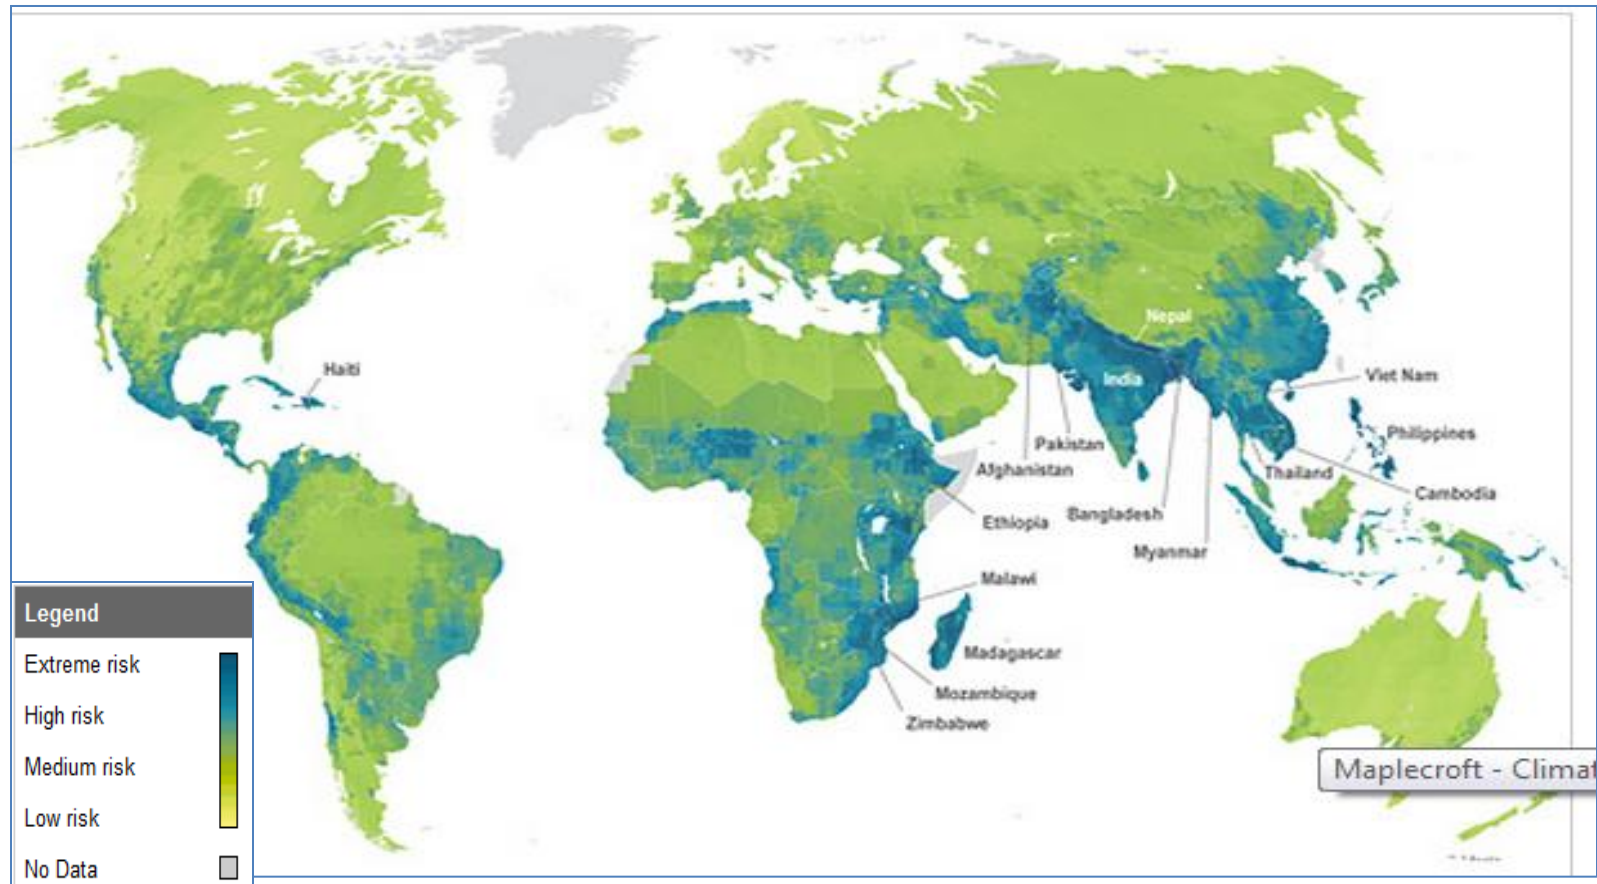 Nepal
Haiti
India
Viet Nam
Philippines
Pakistan
Afghanistan
Thailand
Cambodia
Ethiopia
Bangladesh
Myanmar
Malawi
Madagascar
Mozambique
Zimbabwe
Legend
Extreme risk
High risk
Medium risk
Low risk
No Data
Maplecroft - Climat